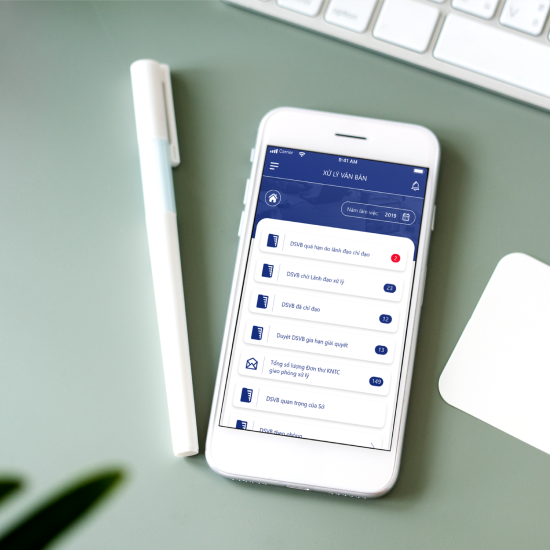 Carrier
9:41 AM
XỬ LÝ VĂN BẢN
Năm làm việc: 2019
DSVB quá hạn do lãnh đạo chỉ đạo
2
DSVB chờ Lãnh đạo xử lý
23
DSVB đã chỉ đạo
12
Duyệt DSVB gia hạn giải quyết
13
Tổng số lượng Đơn thư KNTC
giao phòng xử lý
149
DSVB quan trọng của Sở
DSVB theo phòng